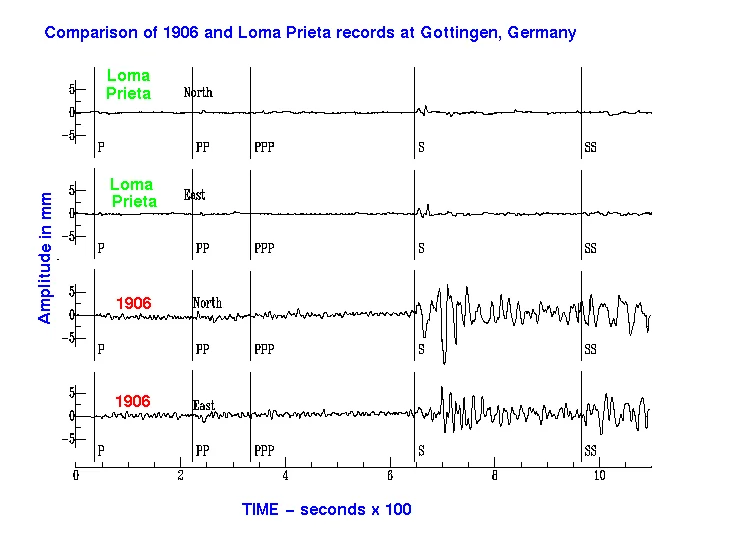 Comparison of 1906 and Loma Prieta records at Gottingen, Germany
Loma
Prieta
North
5
0
-5
P PP PPP S SS
Loma
Prieta
East
5
0
-5
P PP PPP S SS
1906
North
5
0
-5
P PP PPP S SS
1906
East
5
0
-5
P PP PPP S SS
0 2 4 6 8 10
Amplitude in mm
TIME – seconds x 100